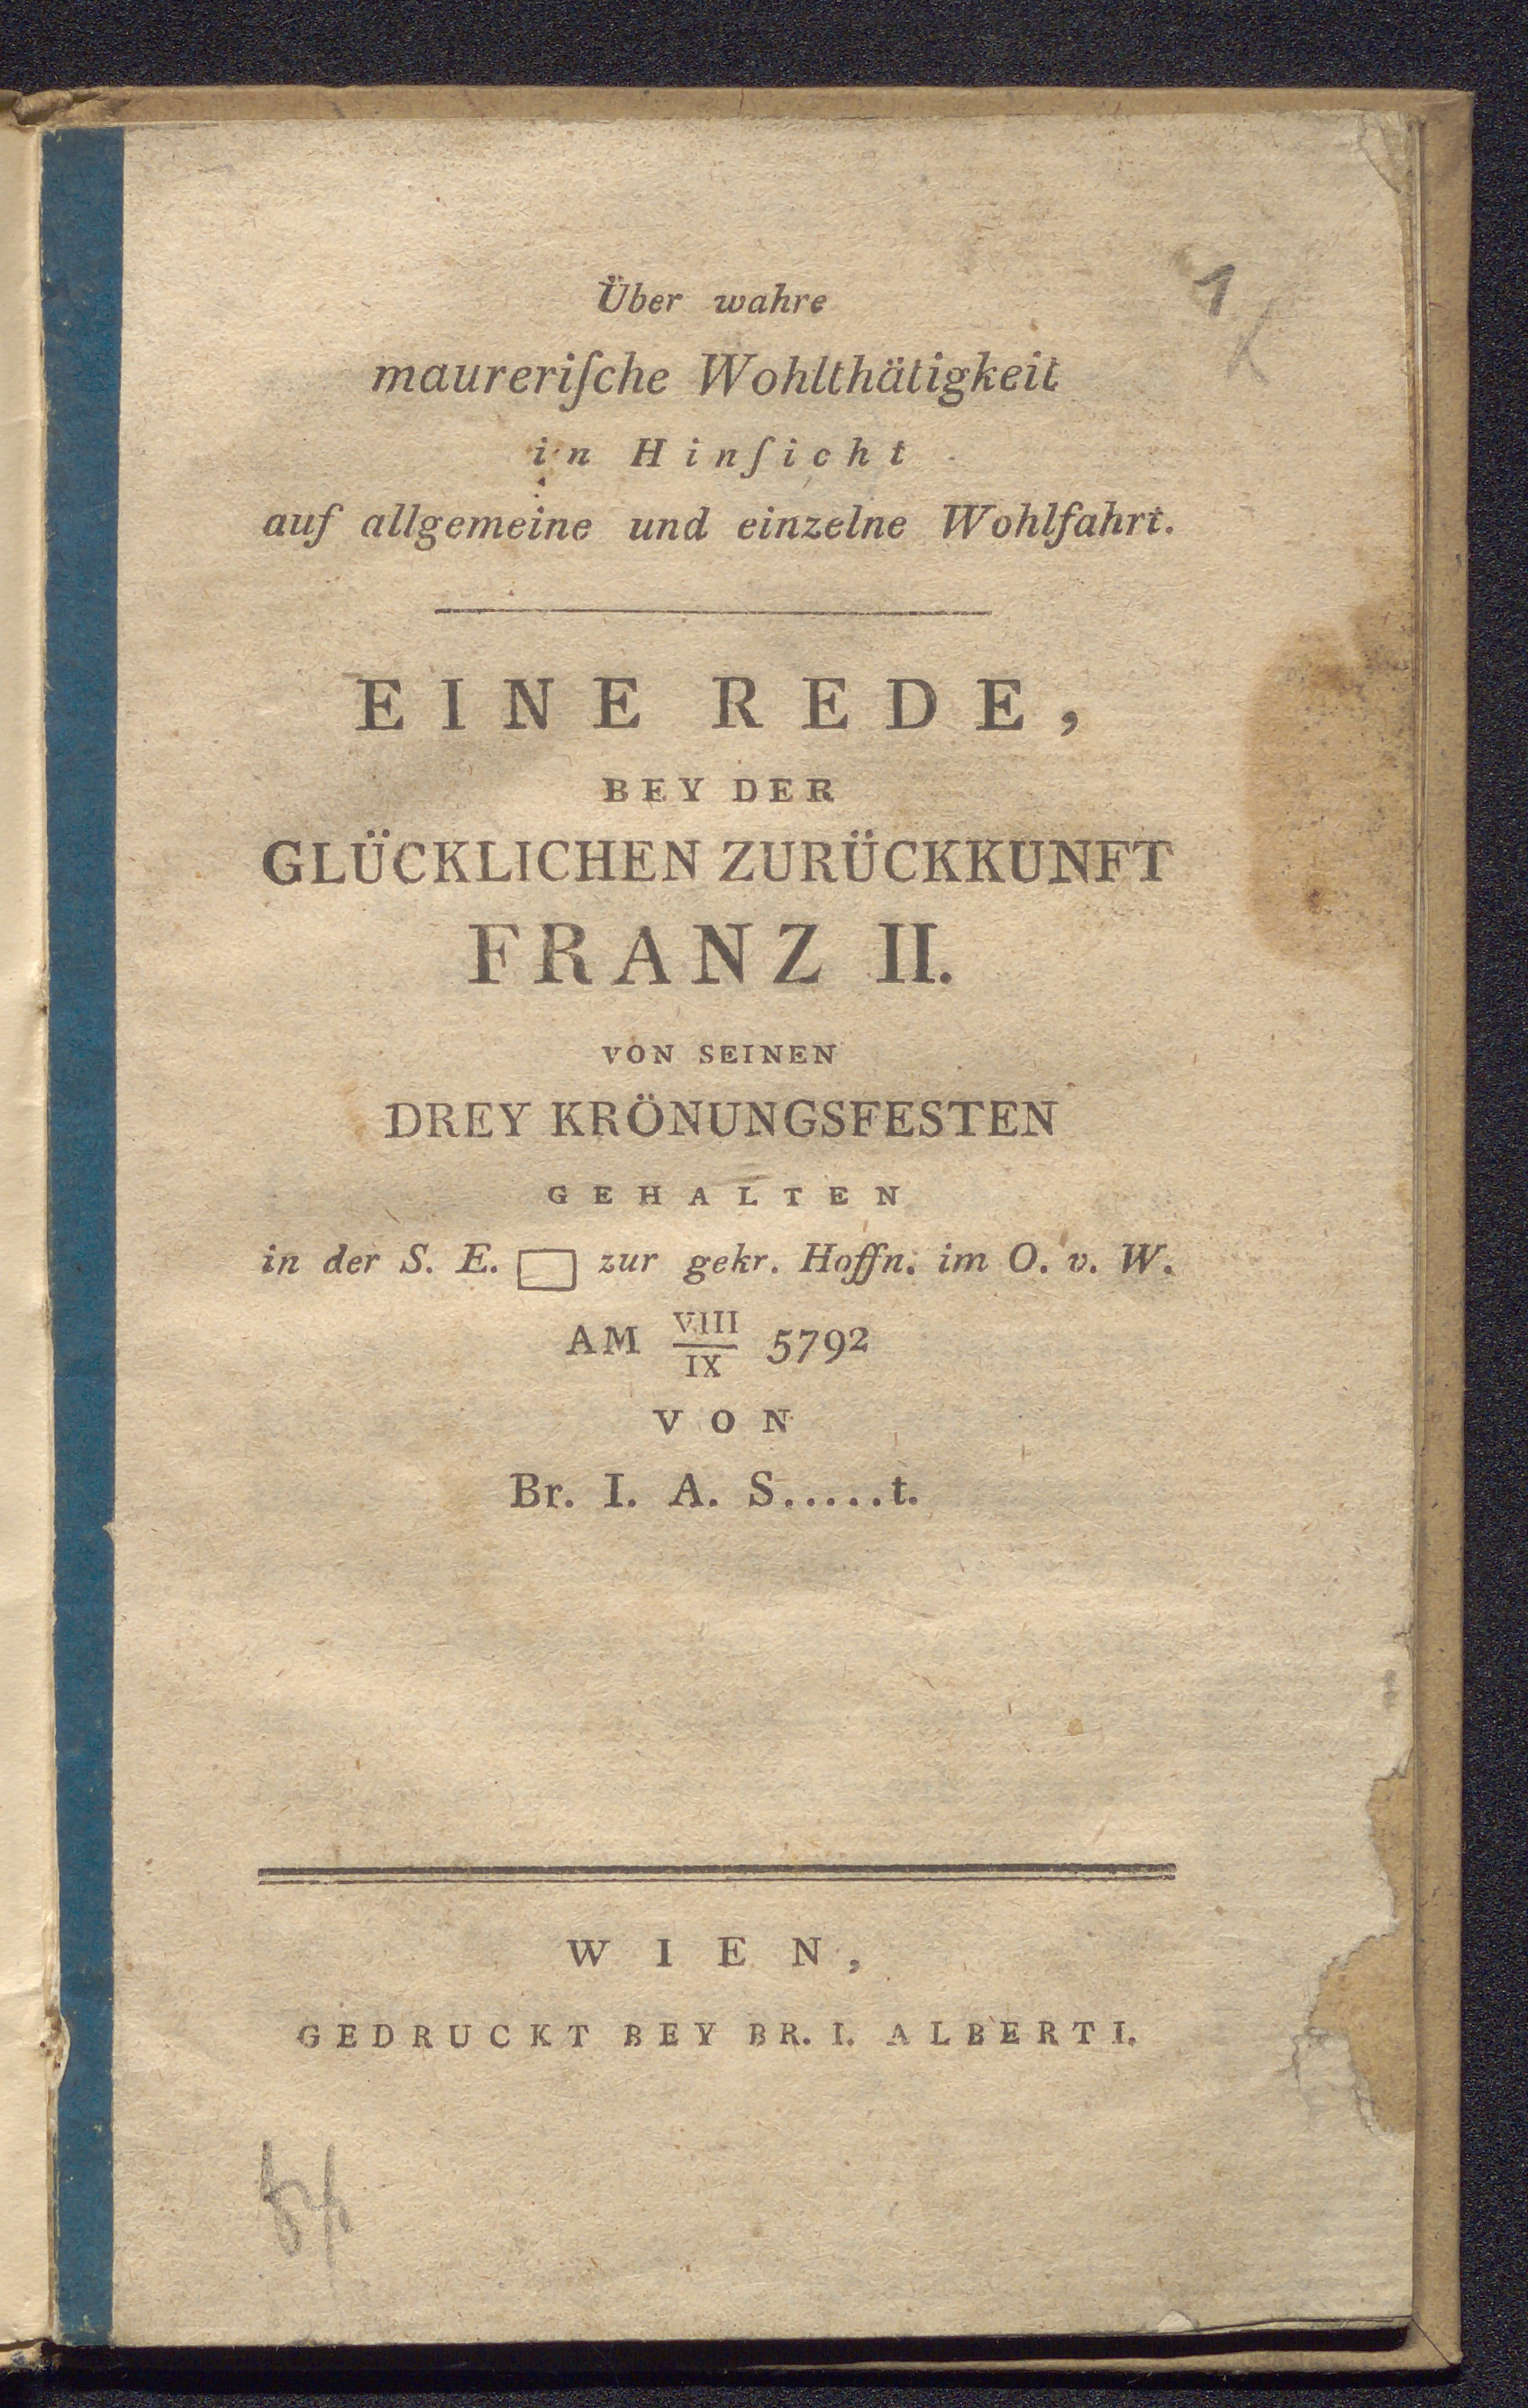 1
Über wahre
maureriſche Wohlthätigkeit
in Hinſicht
auf allgemeine und einzelne Wohlfahrt.
EINE REDE,
BEY DER
GLÜCKLICHEN ZURÜCKKUNFT
FRANZ II.
VON SEINEN
DREY KRÖNUNGSFESTEN
GEHALTEN
in der S. E. □ zur gekr. Hoffn. im O. v. W.
AM VIII/IX 5792
VON
Br. I. A. S.....t.
WIEN,
GEDRUCKT BEY BR. I. ALBERTI.